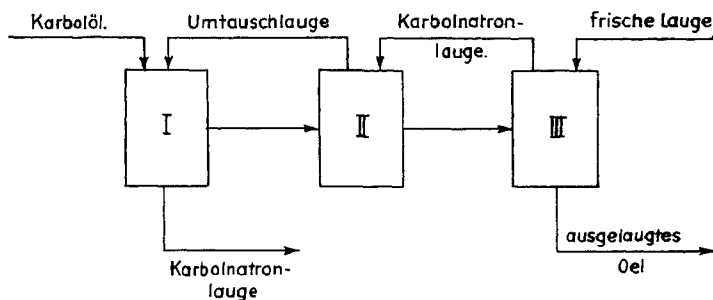 Karbolöl.
Umtauschlauge
Karbolnatron-
lauge.
frische Lauge
I
II
III
Karbolnatron-
lauge
ausgelaugtes
Oel